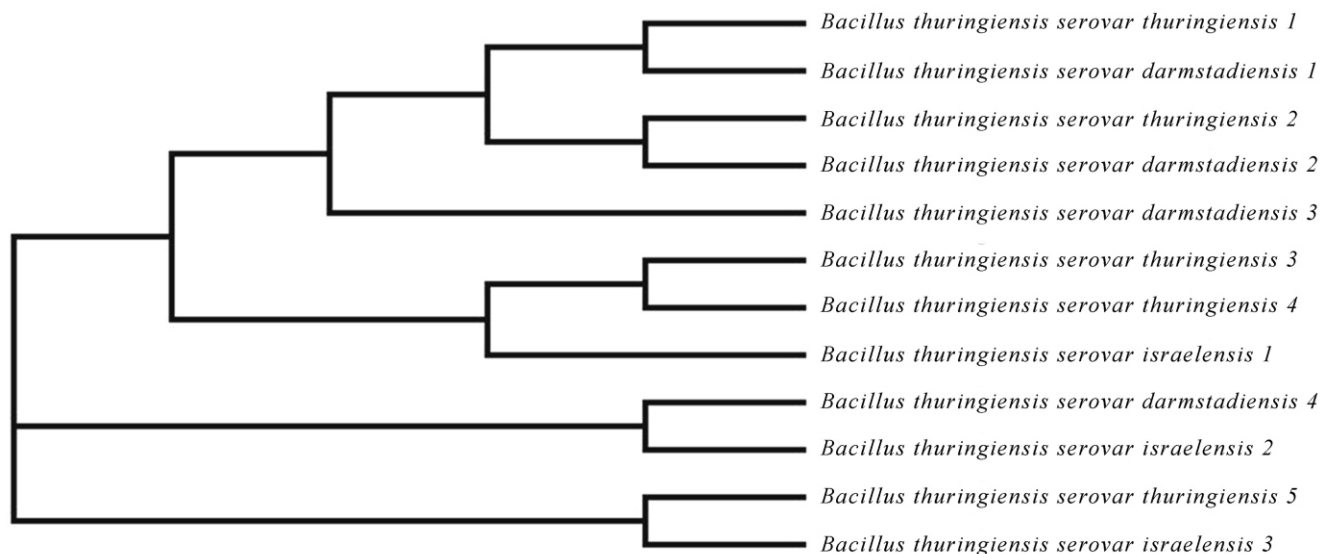 Bacillus thuringiensis serovar thuringiensis 1
Bacillus thuringiensis serovar darmstadiensis 1
Bacillus thuringiensis serovar thuringiensis 2
Bacillus thuringiensis serovar darmstadiensis 2
Bacillus thuringiensis serovar darmstadiensis 3
Bacillus thuringiensis serovar thuringiensis 3
Bacillus thuringiensis serovar thuringiensis 4
Bacillus thuringiensis serovar israelensis 1
Bacillus thuringiensis serovar darmstadiensis 4
Bacillus thuringiensis serovar israelensis 2
Bacillus thuringiensis serovar thuringiensis 5
Bacillus thuringiensis serovar israelensis 3